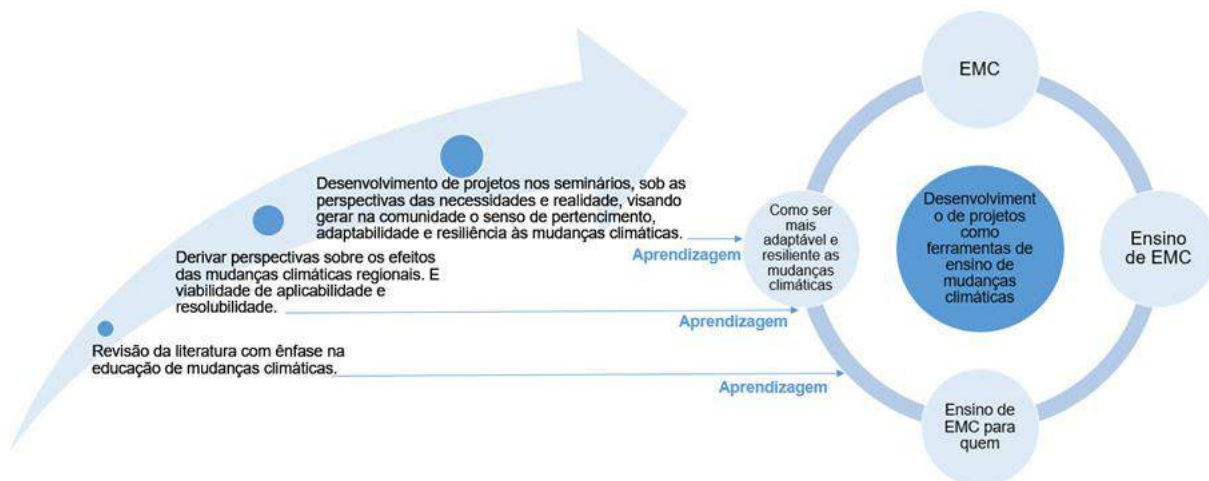 Desenvolvimento de projetos nos seminários, sob as
perspectivas das necessidades e realidade, visando
gerar na comunidade o senso de pertencimento,
adaptabilidade e resiliência às mudanças climáticas.
Aprendizagem
Derivar perspectivas sobre os efeitos
das mudanças climáticas regionais. E
viabilidade de aplicabilidade e
resolubilidade.
Aprendizagem
Revisão da literatura com ênfase na
educação de mudanças climáticas.
Aprendizagem
EMC
Como ser
mais
adaptável e
resiliente as
mudanças
climáticas
Desenvolviment
o de projetos
como
ferramentas de
ensino de
mudanças
climáticas
Ensino
de EMC
Ensino de
EMC para
quem